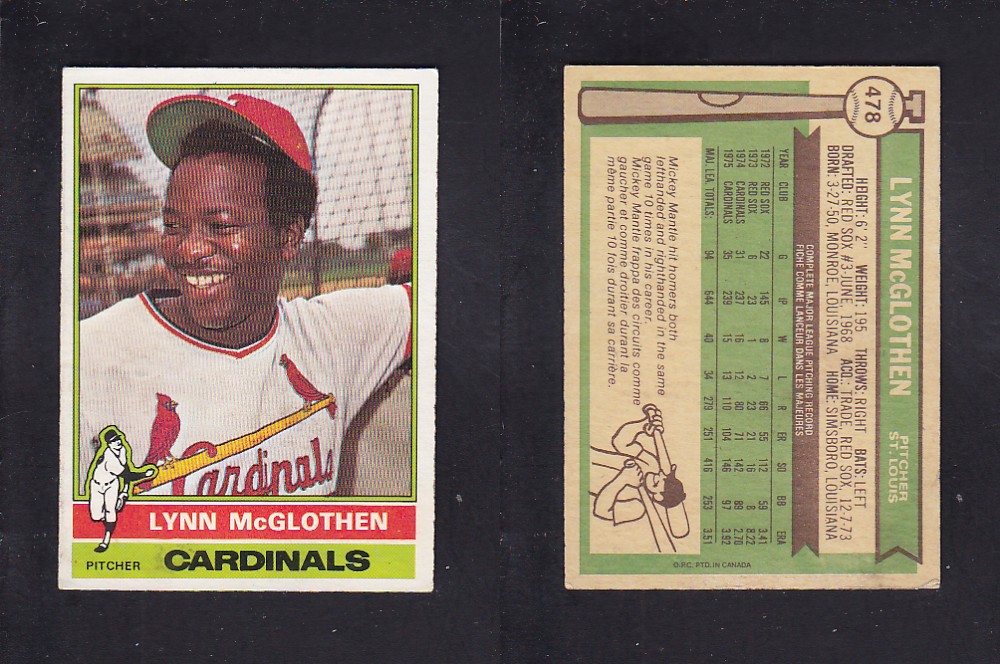 Cardinals
LYNN McGLOTHEN
PITCHER
CARDINALS
478
LYNN McGLOTHEN
PITCHER
ST. LOUIS
HEIGHT: 6' 2" WEIGHT: 195 THROWS: RIGHT BATS: LEFT
DRAFTED: RED SOX #3-JUNE, 1968 ACQ.: TRADE, RED SOX, 12-7-73
BORN: 3-27-50, MONROE, LOUISIANA HOME: SIMSBORO, LOUISIANA
COMPLETE MAJOR LEAGUE PITCHING RECORD
FICHE COMME LANCEUR DANS LES MAJEURES
YEAR CLUB G IP W L R ER SO BB ERA
1972 RED SOX 22 145 8 7 66 55 112 59 3.41
1973 RED SOX 6 23 1 2 23 21 16 8 8.22
1974 CARDINALS 31 237 16 12 80 71 142 89 2.70
1975 CARDINALS 35 239 15 13 110 104 146 97 3.92
MAJ. LEA. TOTALS: 94 644 40 34 279 251 416 253 3.51
Mickey Mantle hit homers both
lefthanded and righthanded in the same
game 10 times in his career.
Mickey Mantle frappa des circuits comme
gaucher et comme droitier durant la
même partie 10 fois durant sa carrière.
O.P.C. PTD. IN CANADA